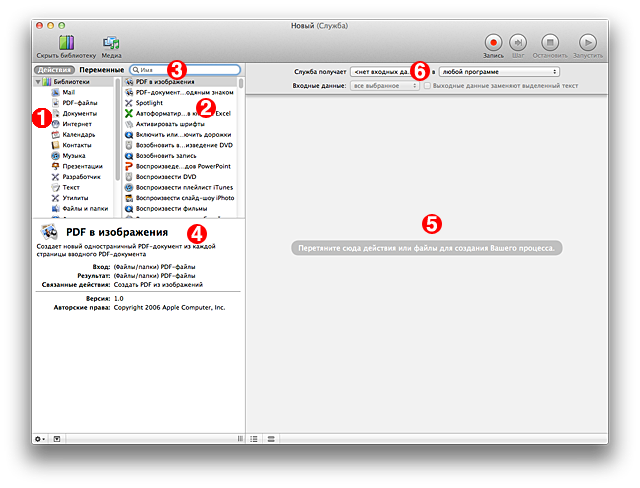 Новый (Служба)
Скрыть библиотеку Медиа Запись Шаг Остановить Запустить
Действия Переменные Имя 3
Служба получает <нет входных да... 6 в любой программе
Входные данные: все выбранное Выходные данные заменяют выделенный текст
1
Библиотеки
Mail
PDF-файлы
Документы
Интернет
Календарь
Контакты
Музыка
Презентации
Разработчик
Текст
Утилиты
Файлы и папки
2
PDF в изображения
PDF-документ...одяным знаком
Spotlight
Автоформатир...в к Excel
Активировать шрифты
Включить или...ючить дорожки
Возобновить в...изведение DVD
Возобновить запись
Воспроизведе...дов PowerPoint
Воспроизвести DVD
Воспроизвести плейлист iTunes
Воспроизвести слайд-шоу iPhoto
Воспроизвести фильмы
PDF в изображения 4
Создает новый одностраничный PDF-документ из каждой
страницы вводного PDF-документа
Вход: (Файлы/папки) PDF-файлы
Результат: (Файлы/папки) PDF-файлы
Связанные действия: Создать PDF из изображений
Версия: 1.0
Авторские права: Copyright 2006 Apple Computer, Inc.
5
Перетяните сюда действия или файлы для создания Вашего процесса.